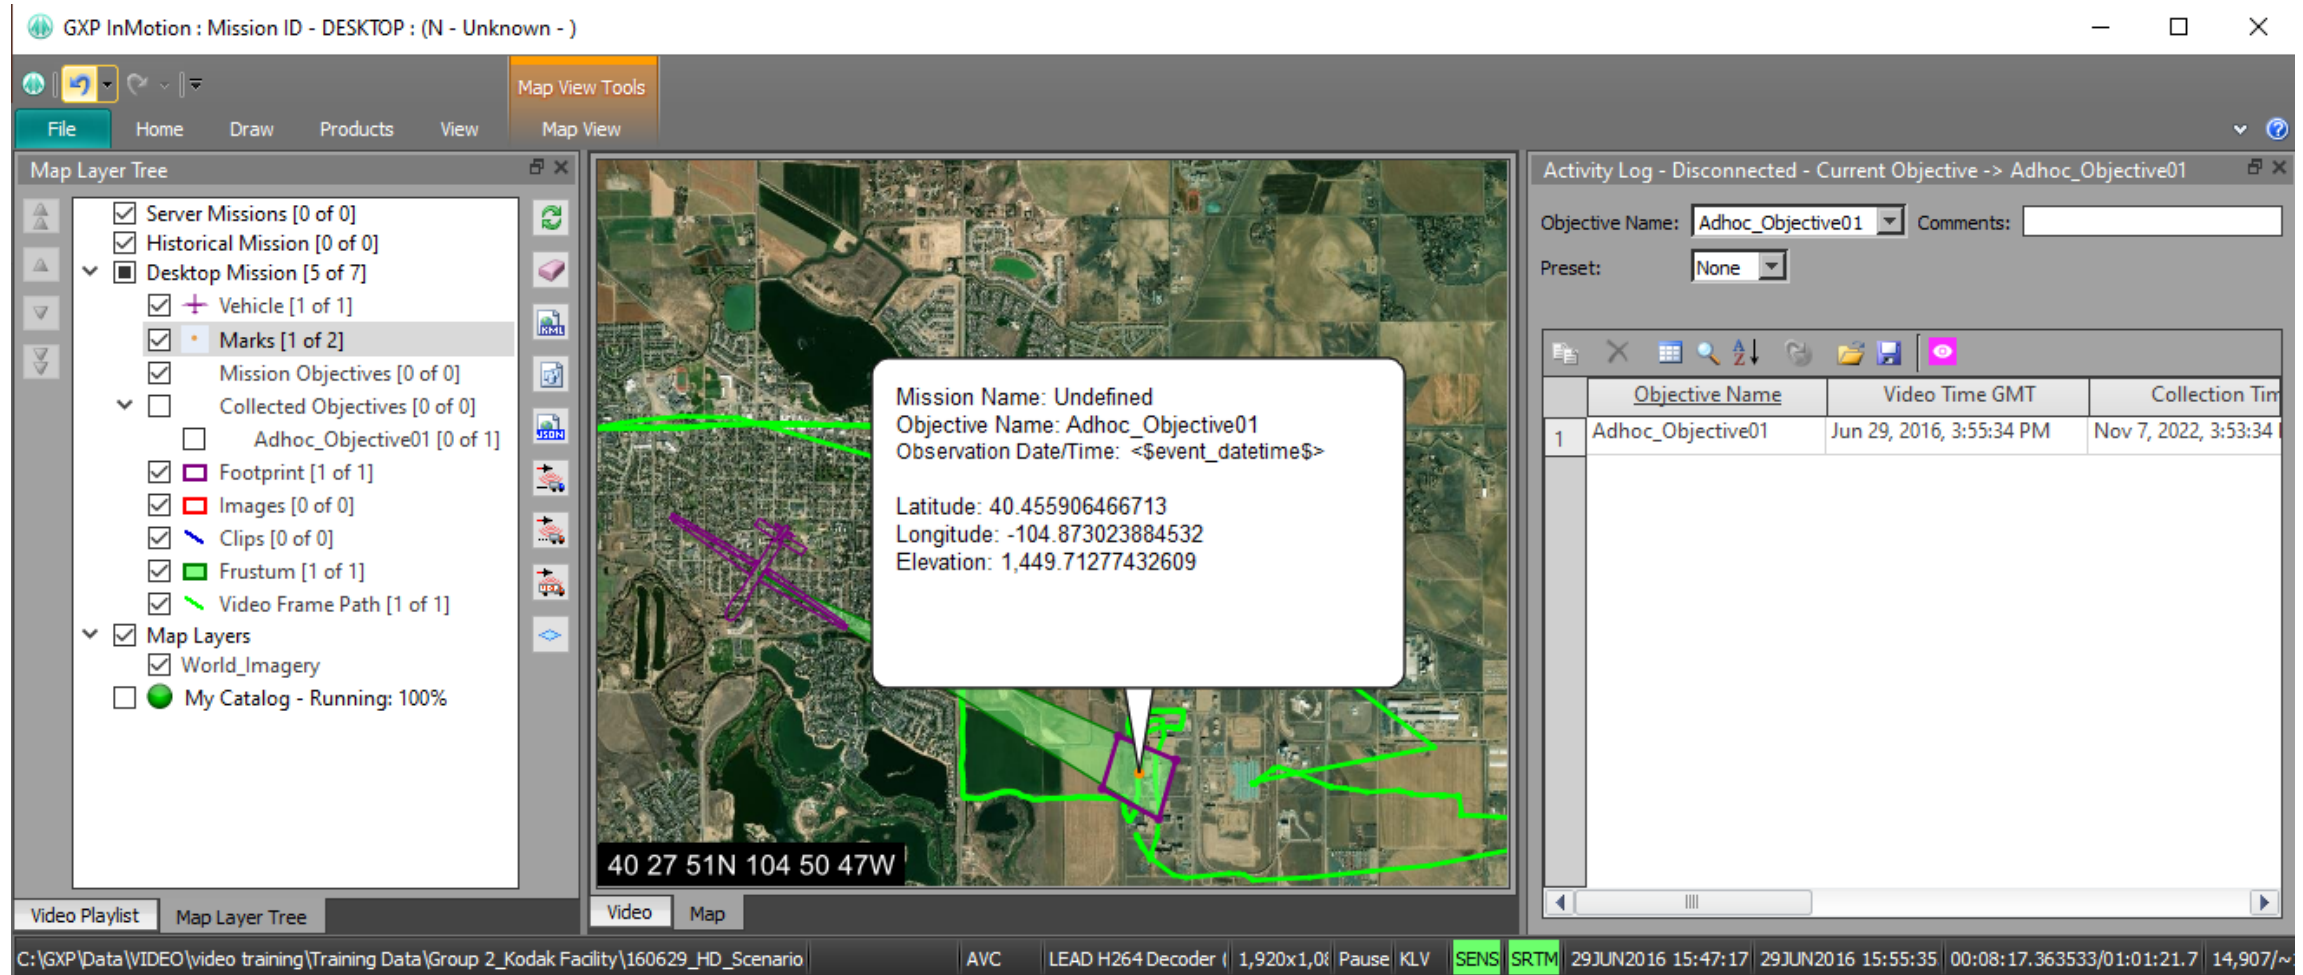 GXP InMotion : Mission ID - DESKTOP : (N - Unknown - )
Map View Tools
File Home Draw Products View Map View
Map Layer Tree
Server Missions [0 of 0]
Historical Mission [0 of 0]
Desktop Mission [5 of 7]
Vehicle [1 of 1]
Marks [1 of 2]
Mission Objectives [0 of 0]
Collected Objectives [0 of 0]
Adhoc_Objective01 [0 of 1]
Footprint [1 of 1]
Images [0 of 0]
Clips [0 of 0]
Frustum [1 of 1]
Video Frame Path [1 of 1]
Map Layers
World_Imagery
My Catalog - Running: 100%
KML
JSON
Video Playlist Map Layer Tree
Mission Name: Undefined
Objective Name: Adhoc_Objective01
Observation Date/Time: <$event_datetime$>
Latitude: 40.455906466713
Longitude: -104.873023884532
Elevation: 1,449.71277432609
40 27 51N 104 50 47W
Video Map
Activity Log - Disconnected - Current Objective -> Adhoc_Objective01
Objective Name: Adhoc_Objective01 Comments:
Preset: None
Objective Name Video Time GMT Collection Tim
1 Adhoc_Objective01 Jun 29, 2016, 3:55:34 PM Nov 7, 2022, 3:53:34
C:\GXP\Data\VIDEO\video training\Training Data\Group 2_Kodak Facility\160629_HD_Scenario AVC LEAD H264 Decoder ( 1,920x1,08 Pause KLV SENS SRTM 29JUN2016 15:47:17 29JUN2016 15:55:35 00:08:17.363533/01:01:21.7 14,907/~